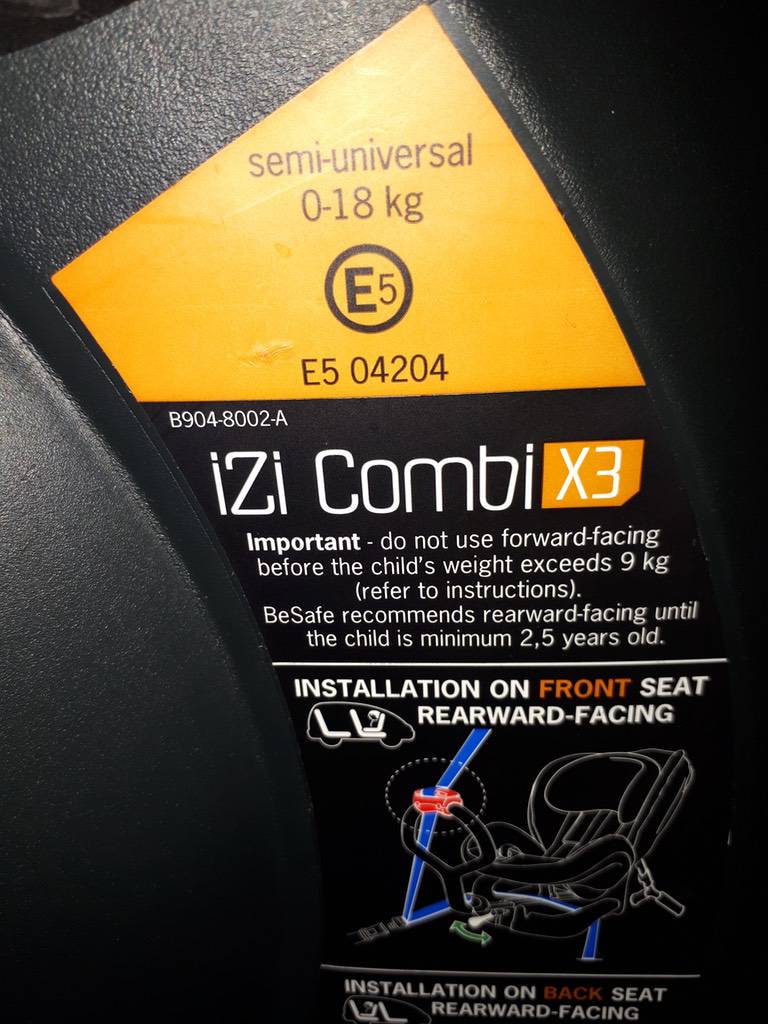 semi-universal
0-18 kg
E5
E5 04204
B904-8002-A
iZi Combi X3
Important - do not use forward-facing
before the child's weight exceeds 9 kg
(refer to instructions).
BeSafe recommends rearward-facing until
the child is minimum 2,5 years old.
INSTALLATION ON FRONT SEAT
REARWARD-FACING
INSTALLATION ON BACK SEAT
REARWARD-FACING